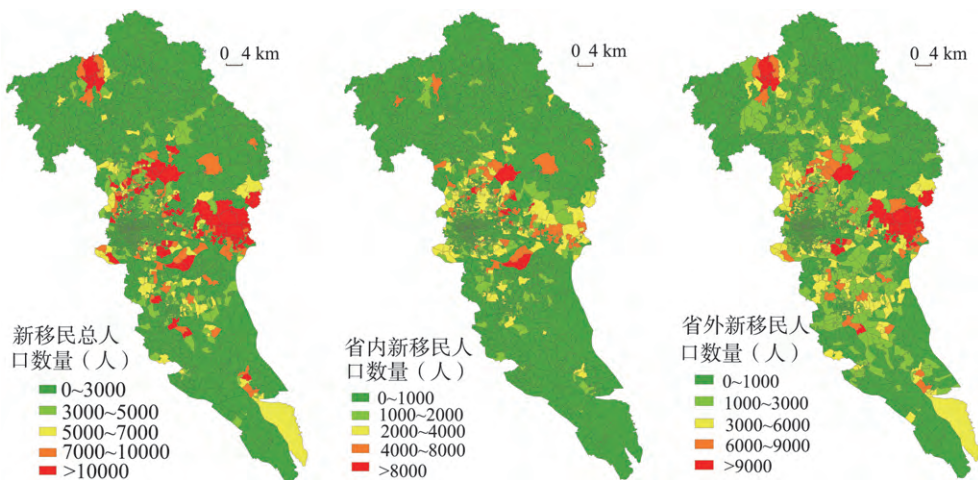 0 4 km
新移民总人
口数量（人）
0~3000
3000~5000
5000~7000
7000~10000
>10000
0 4 km
省内新移民人
口数量（人）
0~1000
1000~2000
2000~4000
4000~8000
>8000
0 4 km
省外新移民人
口数量（人）
0~1000
1000~3000
3000~6000
6000~9000
>9000